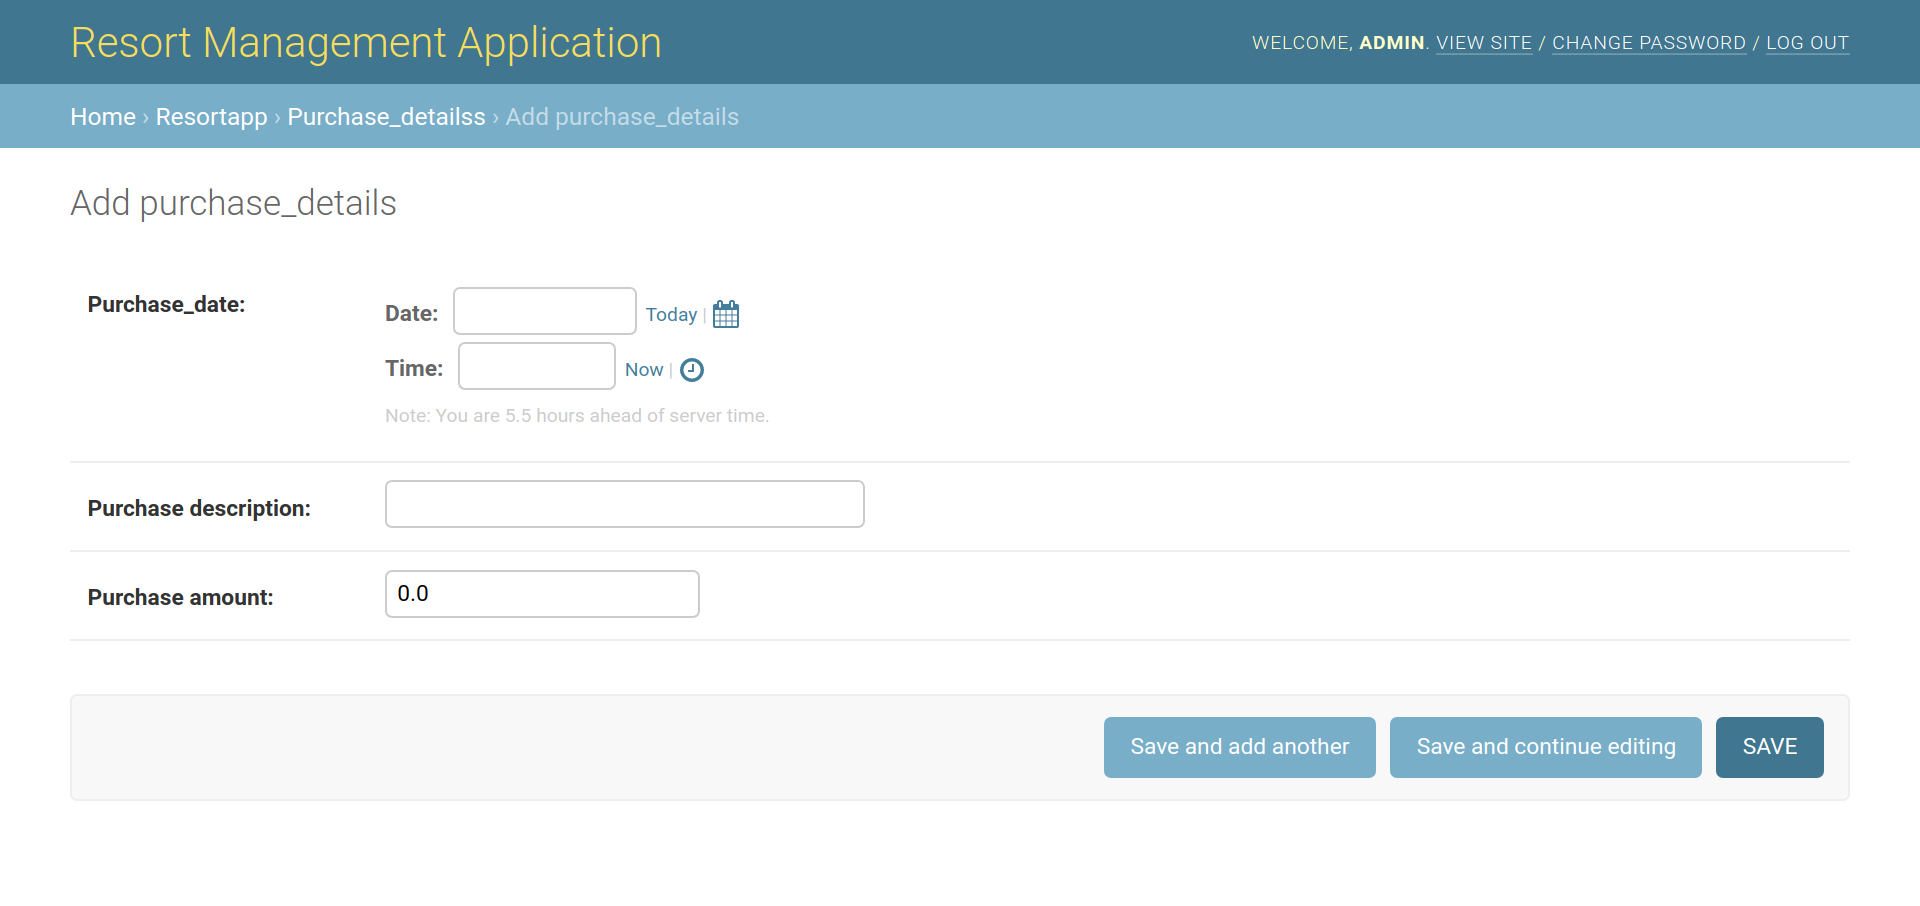 Resort Management Application
WELCOME, ADMIN. VIEW SITE / CHANGE PASSWORD / LOG OUT
Home › Resortapp › Purchase_detailss › Add purchase_details
Add purchase_details
Purchase_date:
Date:
Today |
Time:
Now |
Note: You are 5.5 hours ahead of server time.
Purchase description:
Purchase amount:
0.0
Save and add another
Save and continue editing
SAVE